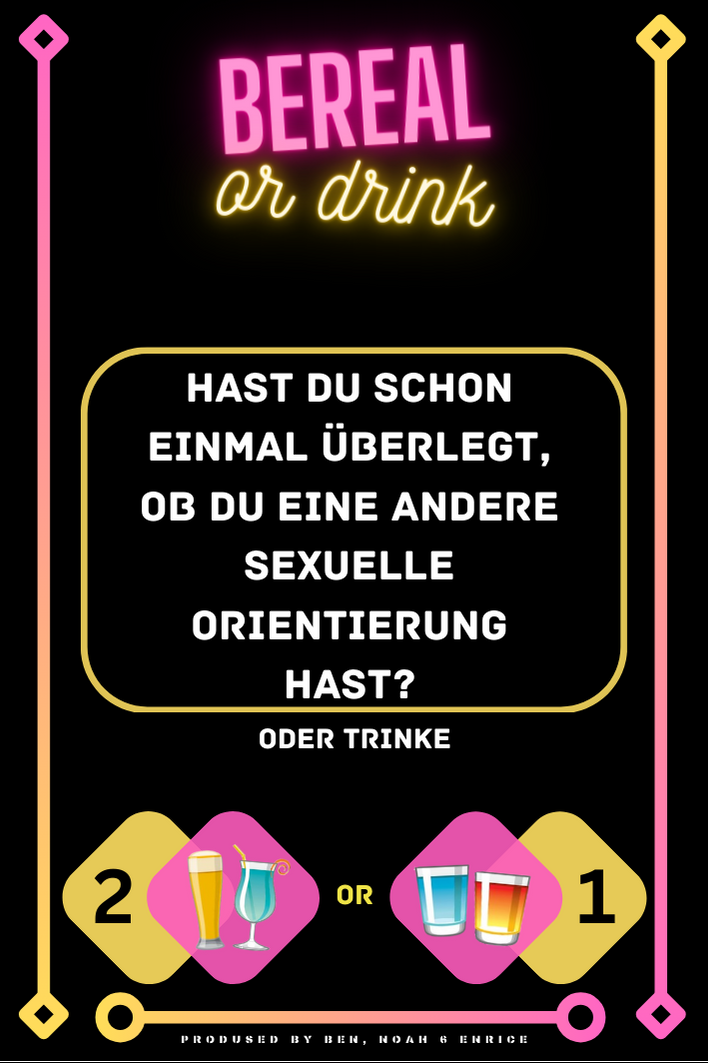 BEREAL
or drink
HAST DU SCHON
EINMAL ÜBERLEGT,
OB DU EINE ANDERE
SEXUELLE
ORIENTIERUNG
HAST?
ODER TRINKE
2 OR 1
PRODUSED BY BEN, NOAH & ENRICE